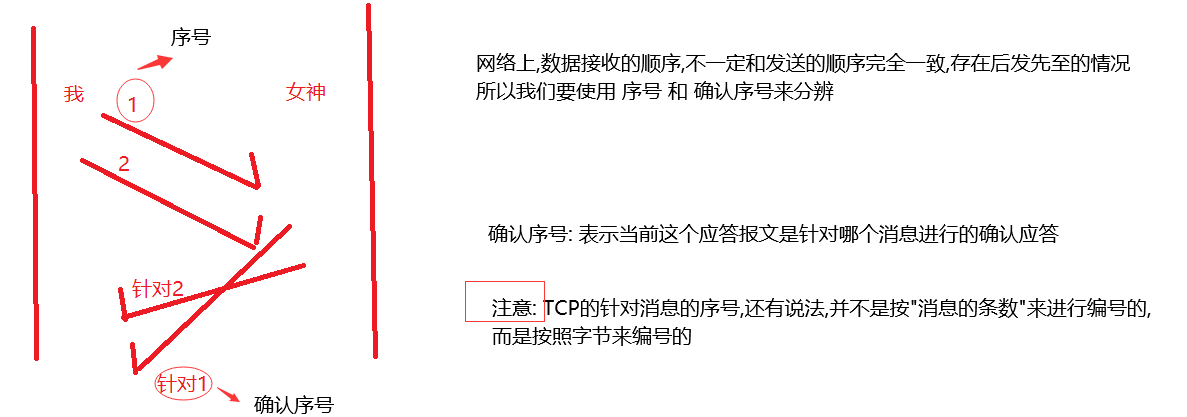 序号
我
1
女神
2
针对2
针对1
确认序号
网络上,数据接收的顺序,不一定和发送的顺序完全一致,存在后发先至的情况
所以我们要使用 序号 和 确认序号来分辨
确认序号: 表示当前这个应答报文是针对哪个消息进行的确认应答
注意: TCP的针对消息的序号,还有说法,并不是按"消息的条数"来进行编号的,
而是按照字节来编号的